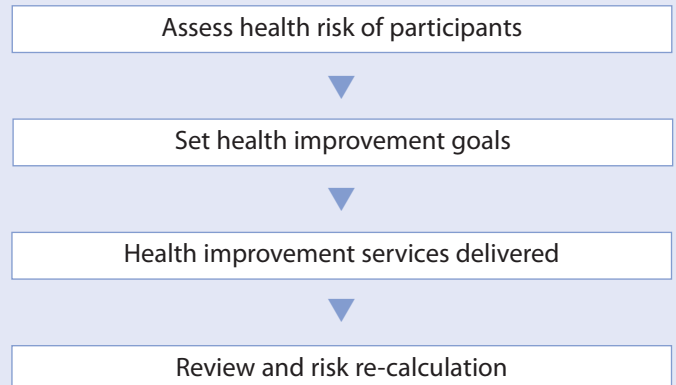 Assess health risk of participants
Set health improvement goals
Health improvement services delivered
Review and risk re-calculation